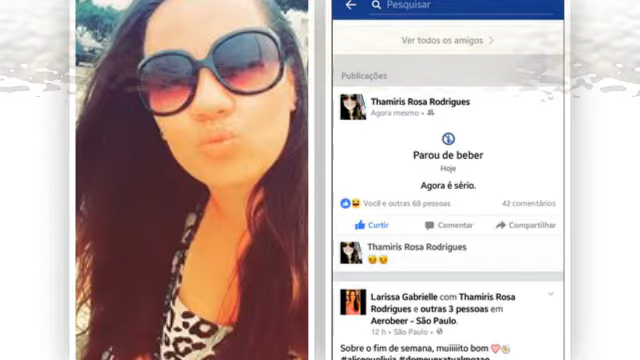 Pesquisar
Ver todos os amigos
Publicações
Thamiris Rosa Rodrigues
Agora mesmo •
Parou de beber
Hoje
Agora é sério.
Você e outras 68 pessoas 42 comentários
Curtir Comentar Compartilhar
Thamiris Rosa Rodrigues
😣😣
Larissa Gabrielle com Thamiris Rosa
Rodrigues e outras 3 pessoas em
Aerobeer – São Paulo.
12 h • São Paulo •
Sobre o fim de semana, muiiiiito bom